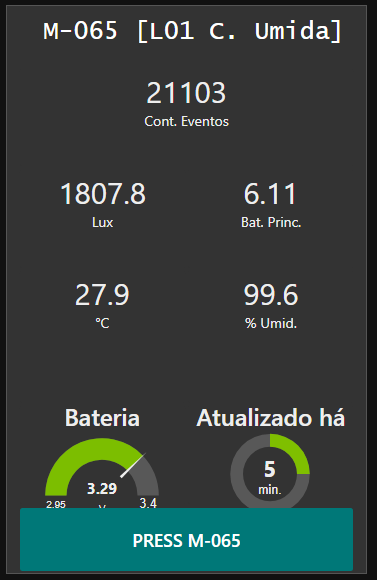 M-065 [L01 C. Umida]
21103
Cont. Eventos
1807.8 6.11
Lux Bat. Princ.
27.9 99.6
°C % Umid.
Bateria Atualizado há
5
3.29 min.
2.95 3.4
PRESS M-065